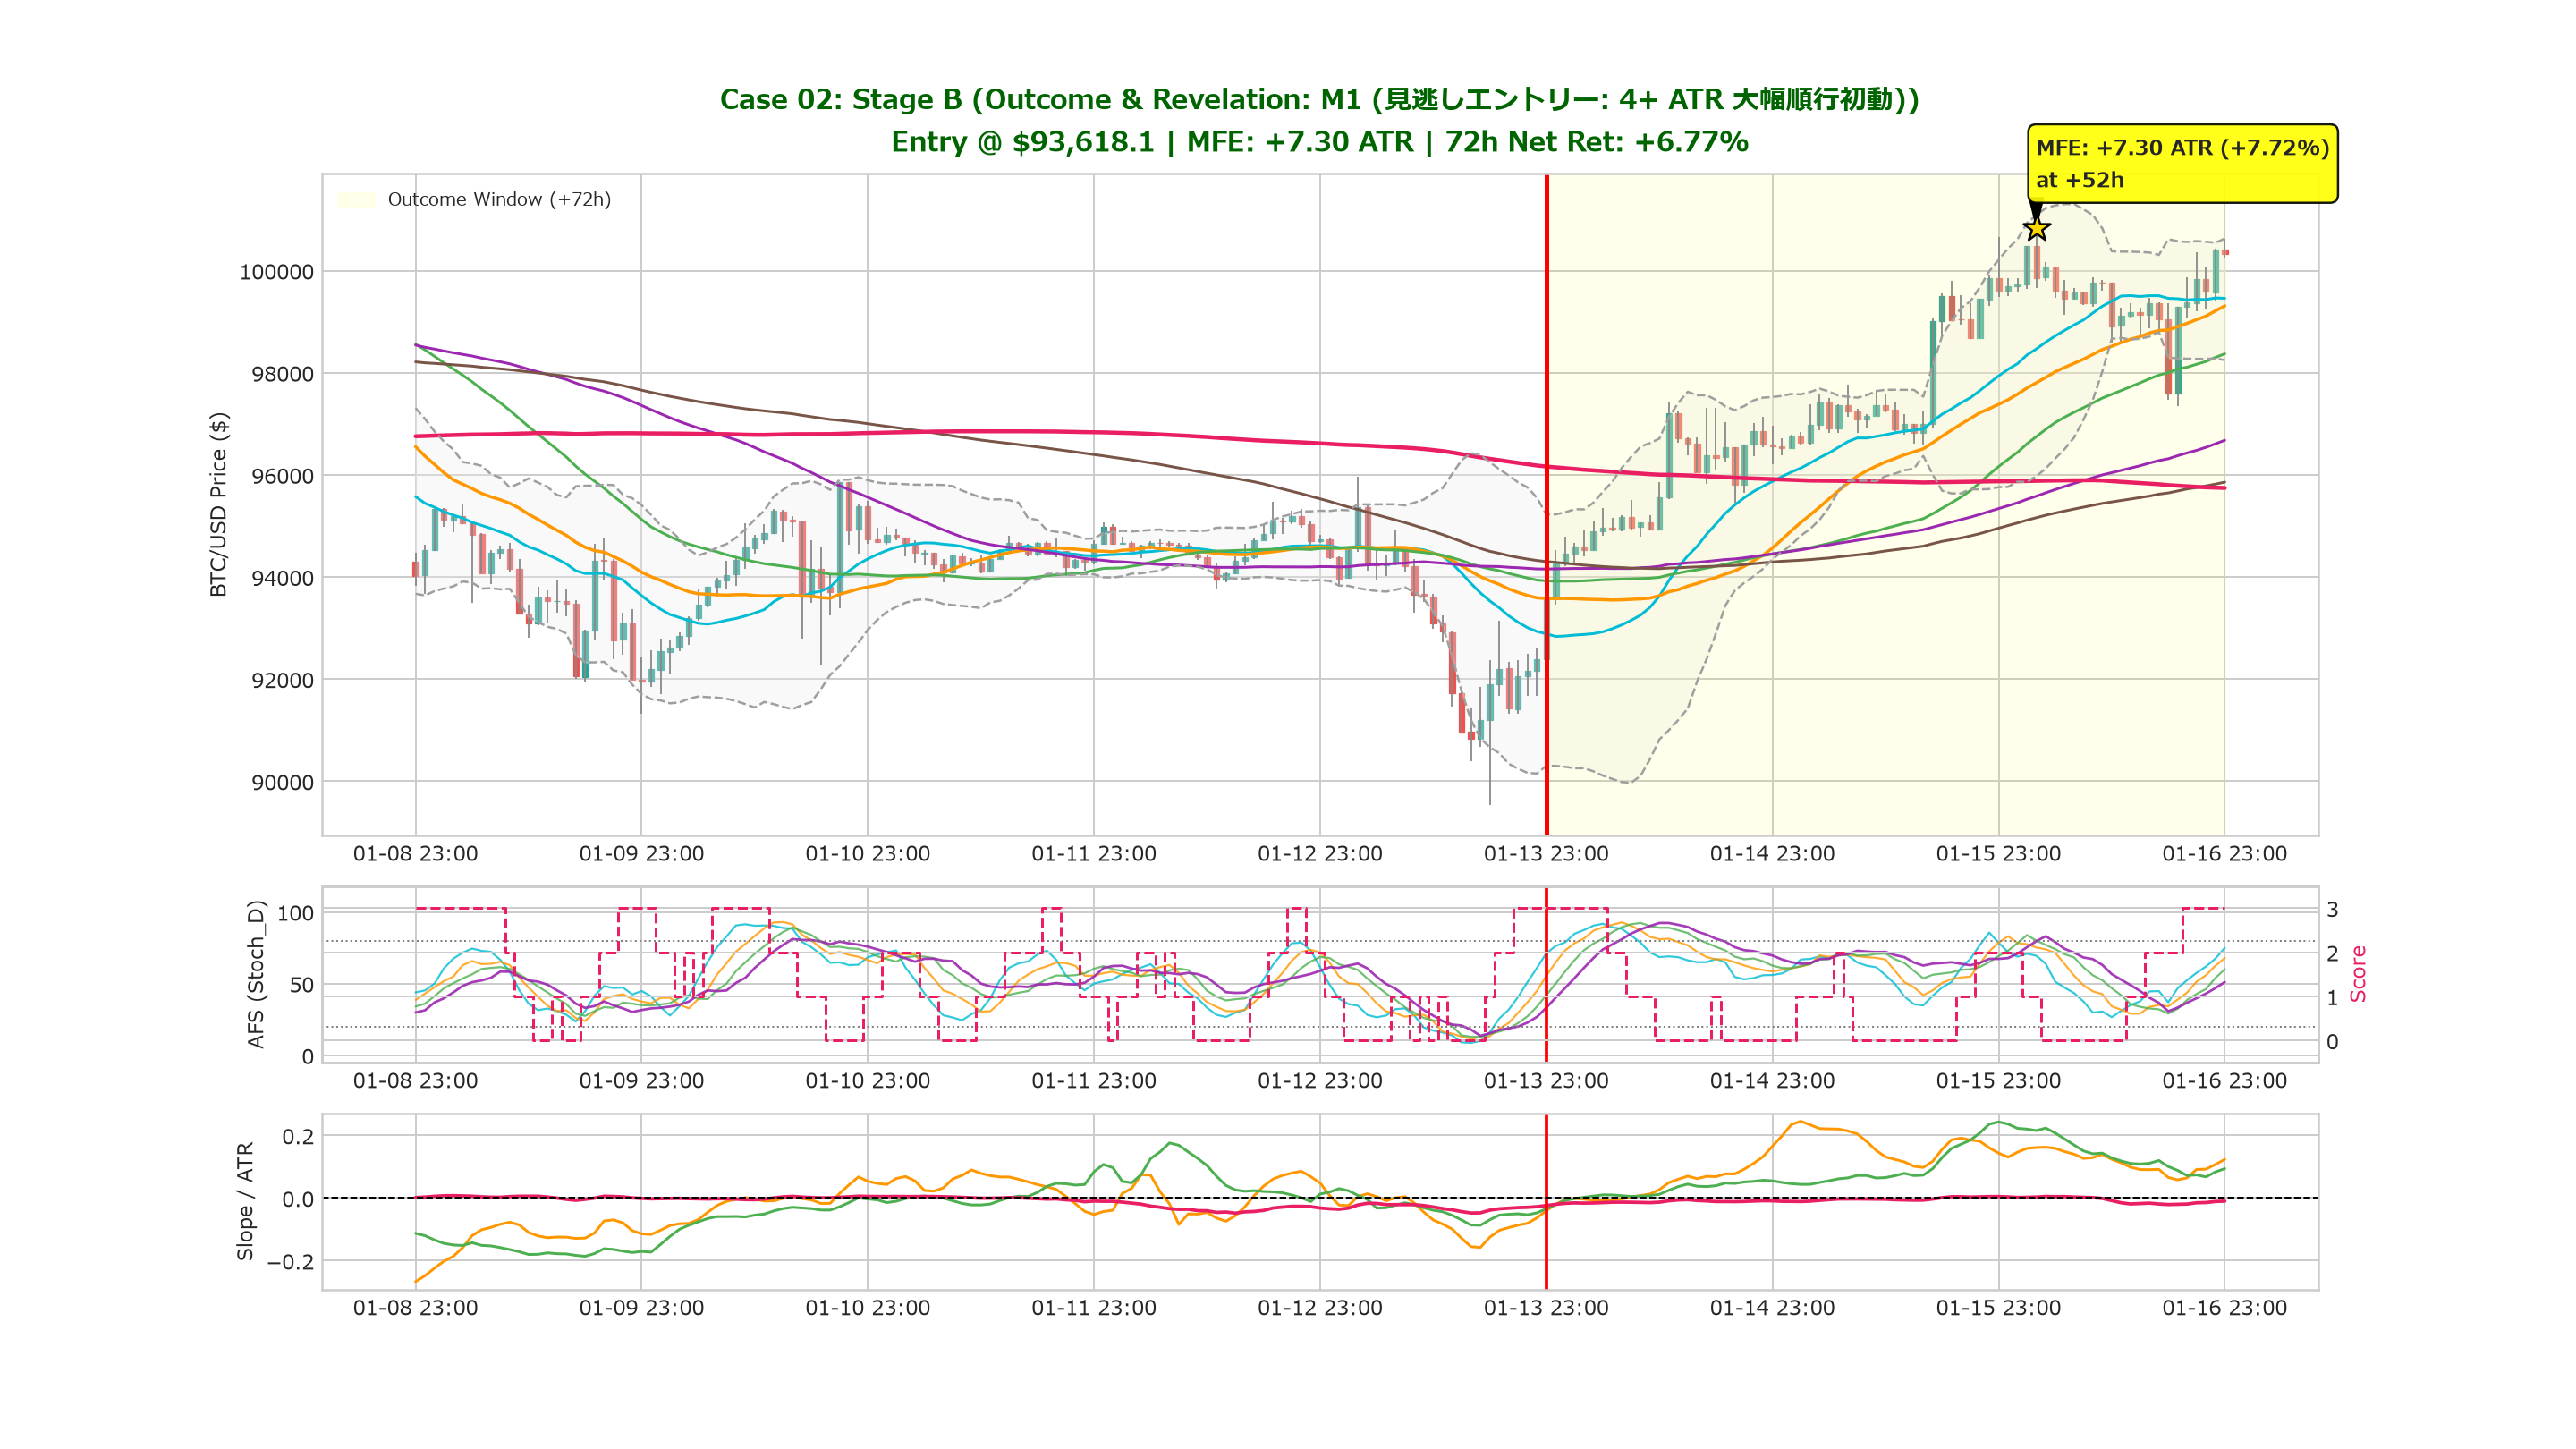 Case 02: Stage B (Outcome & Revelation: M1 (見逃しエントリー: 4+ ATR 大幅順行初動))
Entry @ $93,618.1 | MFE: +7.30 ATR | 72h Net Ret: +6.77%
MFE: +7.30 ATR (+7.72%)
at +52h
Outcome Window (+72h)
BTC/USD Price ($)
100000
98000
96000
94000
92000
90000
01-08 23:00 01-09 23:00 01-10 23:00 01-11 23:00 01-12 23:00 01-13 23:00 01-14 23:00 01-15 23:00 01-16 23:00
AFS (Stoch_D)
100
50
0
3
2
1
0
Score
01-08 23:00 01-09 23:00 01-10 23:00 01-11 23:00 01-12 23:00 01-13 23:00 01-14 23:00 01-15 23:00 01-16 23:00
Slope / ATR
0.2
0.0
−0.2
01-08 23:00 01-09 23:00 01-10 23:00 01-11 23:00 01-12 23:00 01-13 23:00 01-14 23:00 01-15 23:00 01-16 23:00